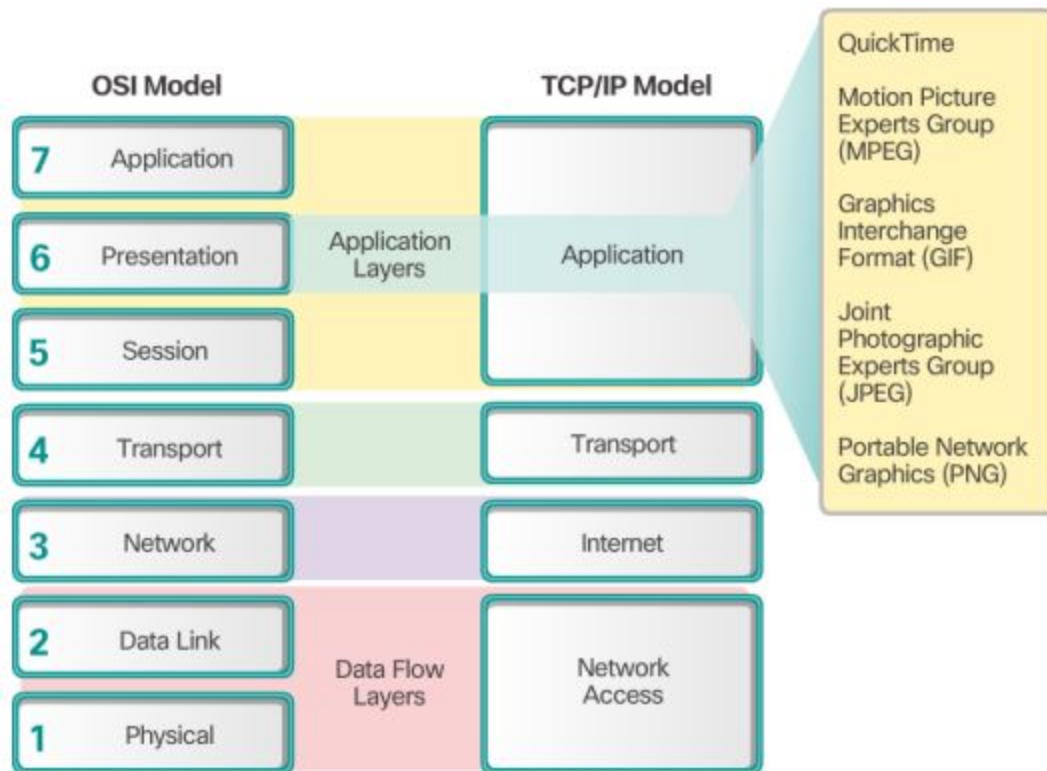 OSI Model
TCP/IP Model
7 Application
6 Presentation
5 Session
4 Transport
3 Network
2 Data Link
1 Physical
Application
Layers
Data Flow
Layers
Application
Transport
Internet
Network
Access
QuickTime
Motion Picture
Experts Group
(MPEG)
Graphics
Interchange
Format (GIF)
Joint
Photographic
Experts Group
(JPEG)
Portable Network
Graphics (PNG)